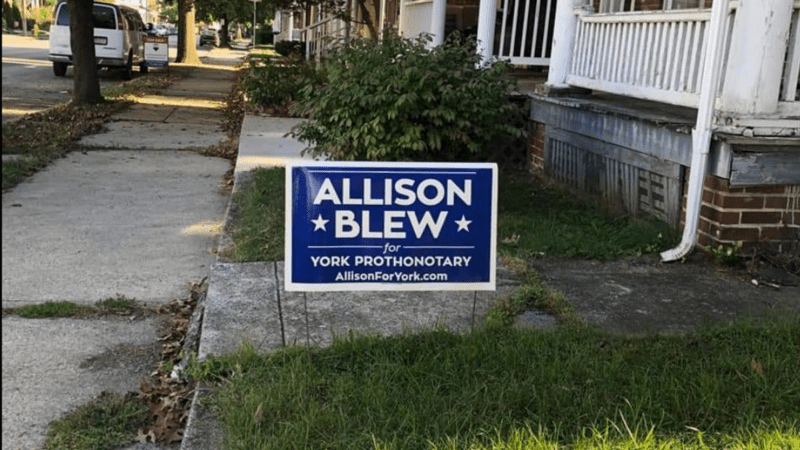 ALLISON
BLEW
for
YORK PROTHONOTARY
AllisonForYork.com